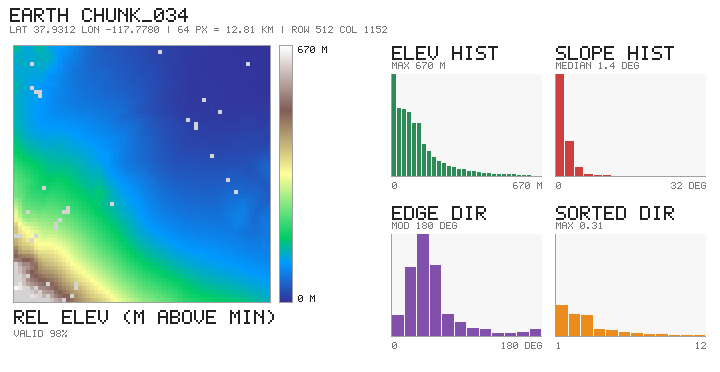 EARTH CHUNK_034
LAT 37.9312 LON -117.7780 | 64 PX = 12.81 KM | ROW 512 COL 1152
670 M
0 M
REL ELEV (M ABOVE MIN)
VALID 98%
ELEV HIST
MAX 670 M
0 670 M
SLOPE HIST
MEDIAN 1.4 DEG
0 32 DEG
EDGE DIR
MOD 180 DEG
0 180 DEG
SORTED DIR
MAX 0.31
1 12